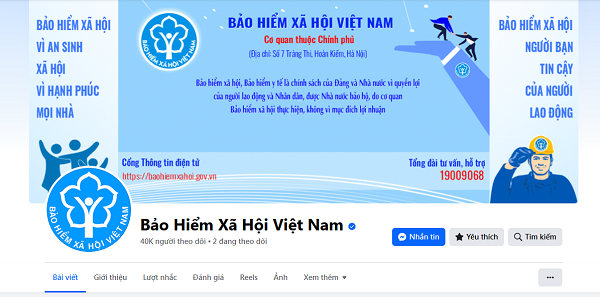 BẢO HIỂM XÃ HỘI
VÌ AN SINH
XÃ HỘI
VÌ HẠNH PHÚC
MỌI NHÀ
BẢO HIỂM XÃ HỘI VIỆT NAM
BẢO HIỂM XÃ HỘI VIỆT NAM
Cơ quan thuộc Chính phủ
(Địa chỉ: Số 7 Tràng Thi, Hoàn Kiếm, Hà Nội)
Bảo hiểm xã hội, Bảo hiểm y tế là chính sách của Đảng và Nhà nước vì quyền lợi
của người lao động và Nhân dân, được Nhà nước bảo hộ, do cơ quan
Bảo hiểm xã hội thực hiện, không vì mục đích lợi nhuận
Cổng Thông tin điện tử
https://baohiemxahoi.gov.vn
Tổng đài tư vấn, hỗ trợ
19009068
BẢO HIỂM XÃ HỘI
NGƯỜI BẠN
TIN CẬY
CỦA NGƯỜI
LAO ĐỘNG
BẢO HIỂM XÃ HỘI VIỆT NAM
Bảo Hiểm Xã Hội Việt Nam
40K người theo dõi • 2 đang theo dõi
Nhắn tin
Yêu thích
Tìm kiếm
Bài viết
Giới thiệu
Lượt nhắc
Đánh giá
Reels
Ảnh
Xem thêm